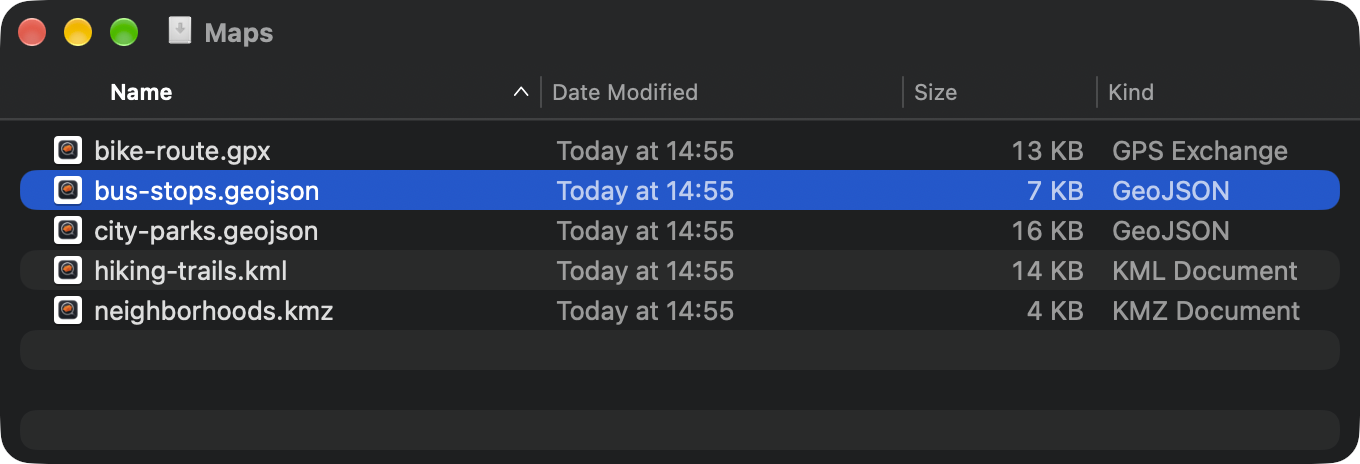 Maps
Name Date Modified Size Kind
bike-route.gpx Today at 14:55 13 KB GPS Exchange
bus-stops.geojson Today at 14:55 7 KB GeoJSON
city-parks.geojson Today at 14:55 16 KB GeoJSON
hiking-trails.kml Today at 14:55 14 KB KML Document
neighborhoods.kmz Today at 14:55 4 KB KMZ Document